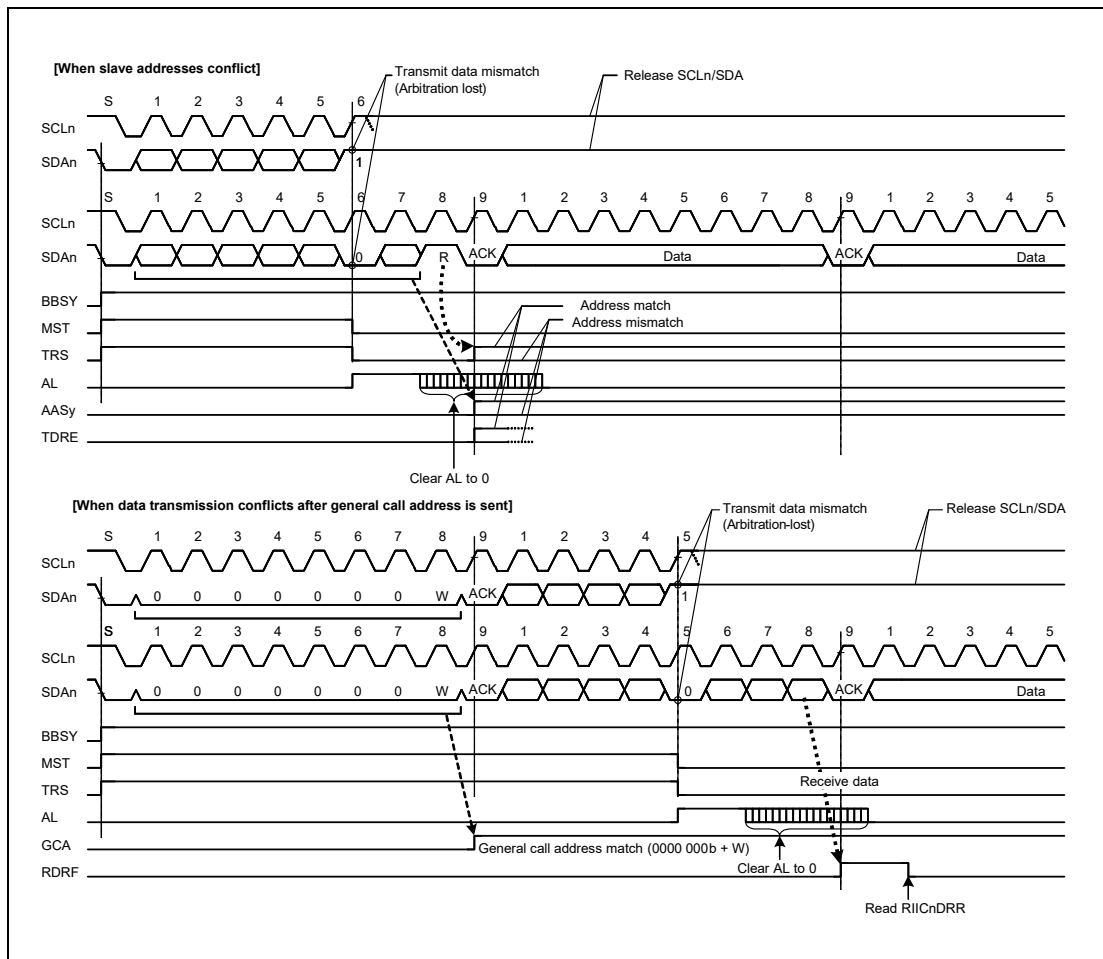 [When slave addresses conflict]
Transmit data mismatch
(Arbitration lost)
Release SCLn/SDA
S 1 2 3 4 5 6
SCLn
SDAn 1
S 1 2 3 4 5 6 7 8 9 1 2 3 4 5 6 7 8 9 1 2 3 4 5
SCLn
SDAn 0 R ACK Data ACK Data
BBSY
Address match
MST
Address mismatch
TRS
AL
AASy
TDRE
Clear AL to 0
[When data transmission conflicts after general call address is sent]
Transmit data mismatch
(Arbitration-lost)
Release SCLn/SDA
S 1 2 3 4 5 6 7 8 9 1 2 3 4 5
SCLn
SDAn 0 0 0 0 0 0 0 W ACK 1
S 1 2 3 4 5 6 7 8 9 1 2 3 4 5 6 7 8 9 1 2 3 4 5
SCLn
SDAn 0 0 0 0 0 0 0 W ACK 0 ACK Data
BBSY
MST
TRS
Receive data
AL
GCA
General call address match (0000 000b + W)
Clear AL to 0
RDRF
Read RIICnDRR